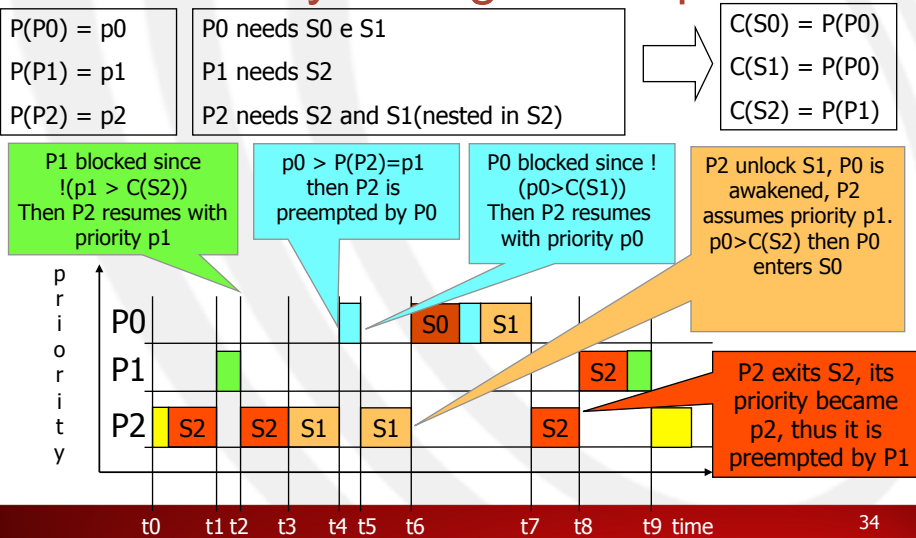 P(P0) = p0
P(P1) = p1
P(P2) = p2
P0 needs S0 e S1
P1 needs S2
P2 needs S2 and S1(nested in S2)
C(S0) = P(P0)
C(S1) = P(P0)
C(S2) = P(P1)
P1 blocked since
!(p1 > C(S2))
Then P2 resumes with
priority p1
p0 > P(P2)=p1
then P2 is
preempted by P0
P0 blocked since !
(p0>C(S1))
Then P2 resumes
with priority p0
P2 unlock S1, P0 is
awakened, P2
assumes priority p1.
p0>C(S2) then P0
enters S0
priority
P0
S0
S1
P1
S2
P2
S2
S2
S1
S1
S2
P2 exits S2, its
priority became
p2, thus it is
preempted by P1
t0 t1 t2 t3 t4 t5 t6 t7 t8 t9 time
34